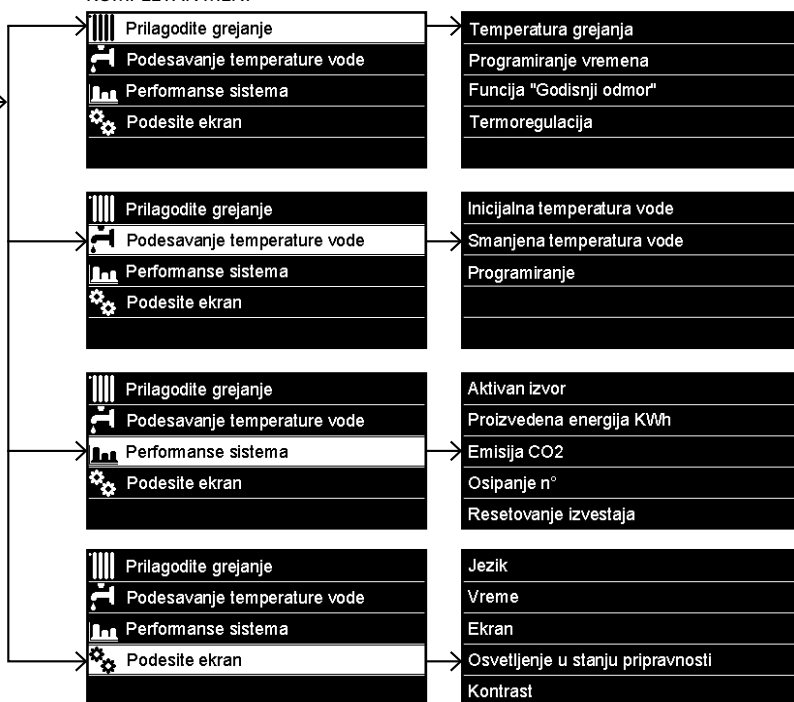 Prilagodite grejanje
Podesavanje temperature vode
Performanse sistema
Podesite ekran
Temperatura grejanja
Programiranje vremena
Funcija "Godisnji odmor"
Termoregulacija
Prilagodite grejanje
Podesavanje temperature vode
Performanse sistema
Podesite ekran
Inicijalna temperatura vode
Smanjena temperatura vode
Programiranje
Prilagodite grejanje
Podesavanje temperature vode
Performanse sistema
Podesite ekran
Aktivan izvor
Proizvedena energija KWh
Emisija CO2
Osipanje n°
Resetovanje izvestaja
Prilagodite grejanje
Podesavanje temperature vode
Performanse sistema
Podesite ekran
Jezik
Vreme
Ekran
Osvetljenje u stanju pripravnosti
Kontrast